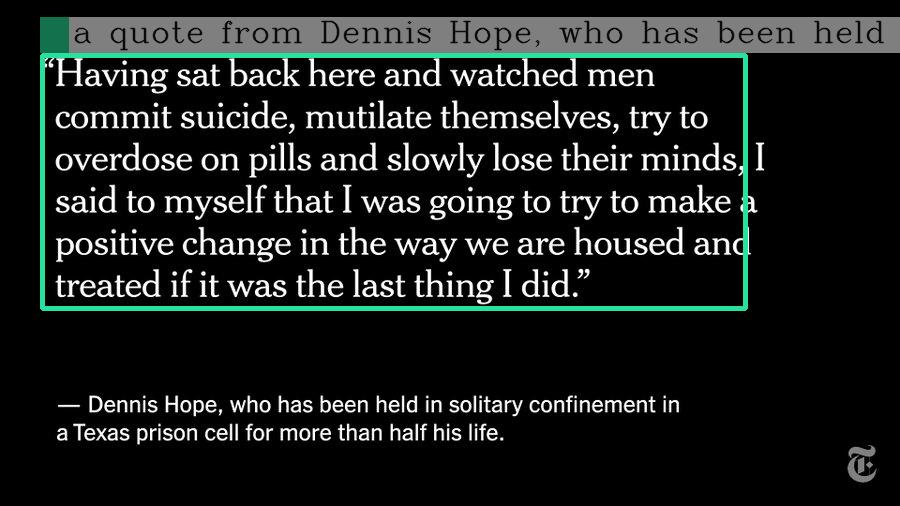 a quote from Dennis Hope, who has been held
“Having sat back here and watched men
commit suicide, mutilate themselves, try to
overdose on pills and slowly lose their minds, I
said to myself that I was going to try to make a
positive change in the way we are housed and
treated if it was the last thing I did.”
— Dennis Hope, who has been held in solitary confinement in
a Texas prison cell for more than half his life.
T